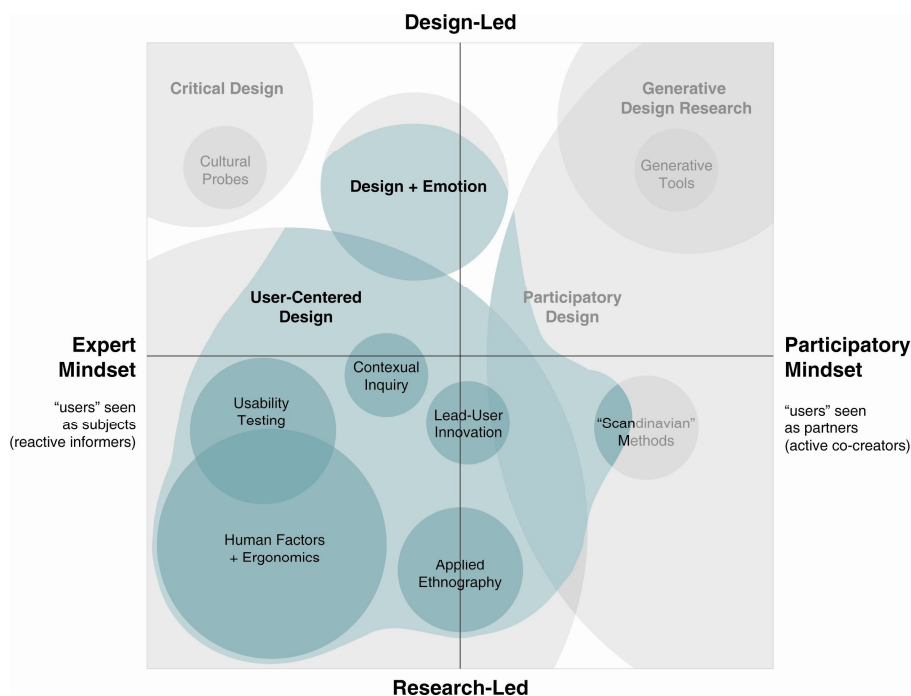 Design-Led
Critical Design
Cultural
Probes
Design + Emotion
Generative
Design Research
Generative
Tools
User-Centered
Design
Participatory
Design
Expert
Mindset
“users” seen
as subjects
(reactive informers)
Participatory
Mindset
“users” seen
as partners
(active co-creators)
Contexual
Inquiry
Usability
Testing
Lead-User
Innovation
“Scandinavian”
Methods
Human Factors
+ Ergonomics
Applied
Ethnography
Research-Led